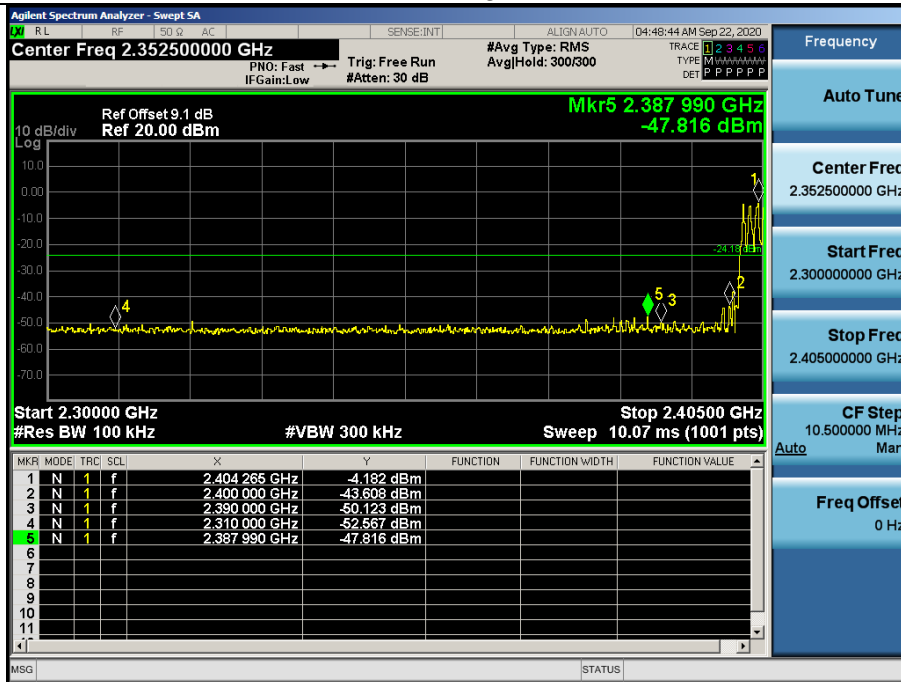 Agilent Spectrum Analyzer - Swept SA
LXI RL RF 50 Ω AC SENSE:INT ALIGN AUTO 04:48:44 AM Sep 22, 2020
Center Freq 2.352500000 GHz #Avg Type: RMS TRACE 1 2 3 4 5 6
PNO: Fast Trig: Free Run Avg|Hold: 300/300 TYPE M
IFGain:Low #Atten: 30 dB DET P P P P P P
Mkr5 2.387 990 GHz
Ref Offset 9.1 dB
10 dB/div Ref 20.00 dBm -47.816 dBm
Log
10.0
1
0.00
-10.0
-20.0
-24.18 dBm
-30.0
2
-40.0
5 3
4
-50.0
-60.0
-70.0
Start 2.30000 GHz Stop 2.40500 GHz
#Res BW 100 kHz #VBW 300 kHz Sweep 10.07 ms (1001 pts)
MKR MODE TRC SCL X Y FUNCTION FUNCTION WIDTH FUNCTION VALUE
1 N 1 f 2.404 265 GHz -4.182 dBm
2 N 1 f 2.400 000 GHz -43.608 dBm
3 N 1 f 2.390 000 GHz -50.123 dBm
4 N 1 f 2.310 000 GHz -52.567 dBm
5 N 1 f 2.387 990 GHz -47.816 dBm
6
7
8
9
10
11
MSG STATUS
Frequency
Auto Tune
Center Freq
2.352500000 GHz
Start Freq
2.300000000 GHz
Stop Freq
2.405000000 GHz
CF Step
10.500000 MHz
Auto Man
Freq Offset
0 Hz